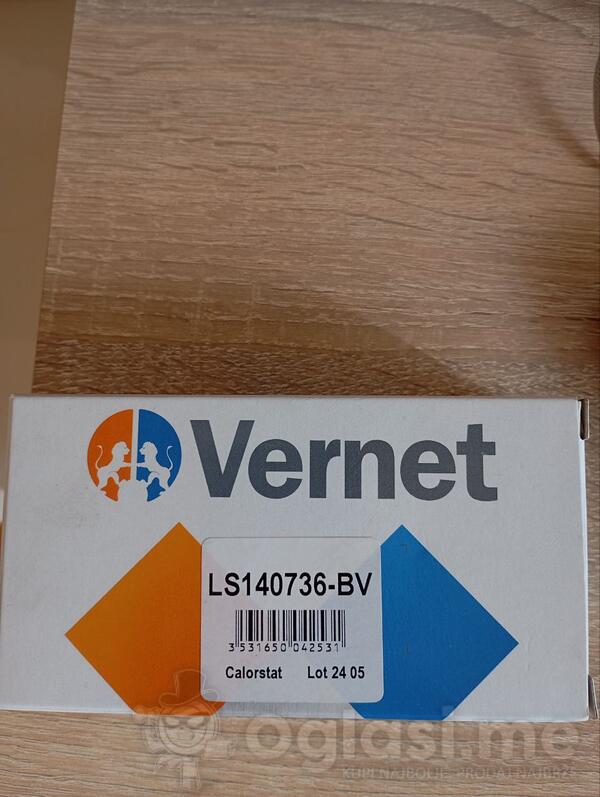 Vernet
LS140736-BV
3 531650 042531
Calorstat Lot 24 05
Oglasi.me
KUPI NAJBOLJE, PRODAJ NAJBRŽE